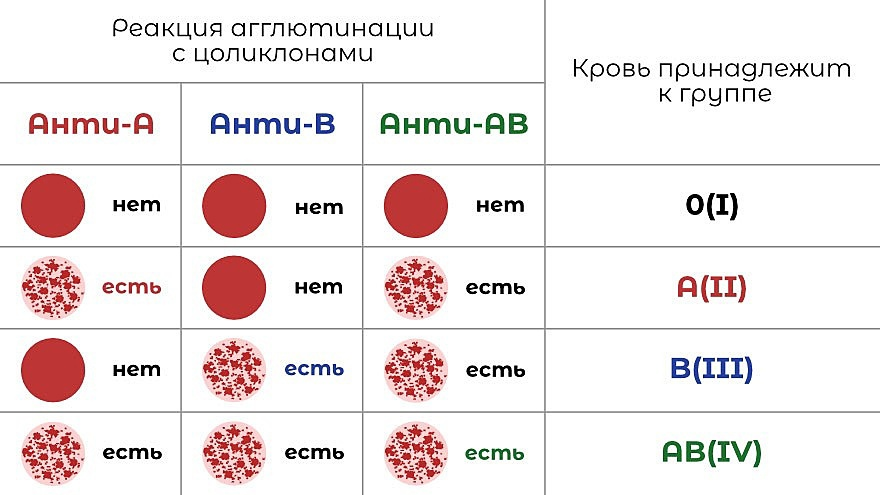 Реакция агглютинации
с цоликлонами
Кровь принадлежит
к группе
Анти-А Анти-В Анти-АВ
нет нет нет 0(I)
есть нет есть А(II)
нет есть есть В(III)
есть есть есть АВ(IV)